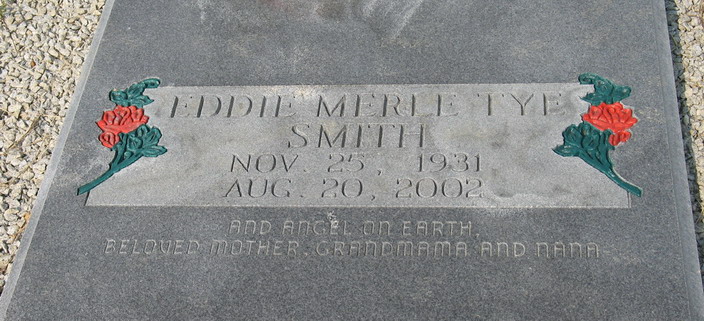 EDDIE MERLE TYE
SMITH
NOV. 25, 1931
AUG. 20, 2002
AND ANGEL ON EARTH,
BELOVED MOTHER, GRANDMAMA AND NANA